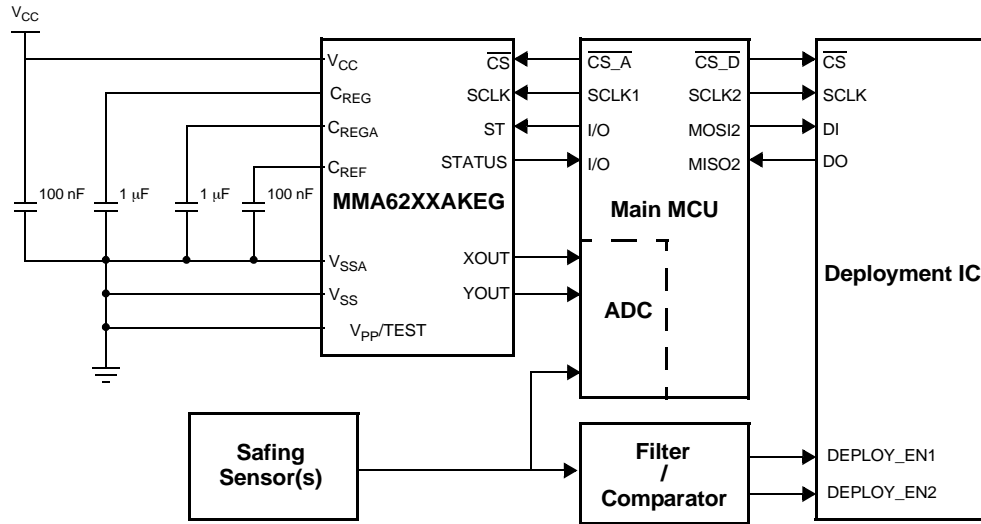 VCC
VCC
CREG
CREGA
CREF
100 nF
1 μF
1 μF
100 nF
VSSA
VSS
VPP/TEST
CS
SCLK
ST
STATUS
MMA62XXAKEG
XOUT
YOUT
CS_A
SCLK1
I/O
I/O
CS_D
SCLK2
MOSI2
MISO2
Main MCU
ADC
CS
SCLK
DI
DO
Deployment IC
DEPLOY_EN1
DEPLOY_EN2
Safing
Sensor(s)
Filter
/
Comparator